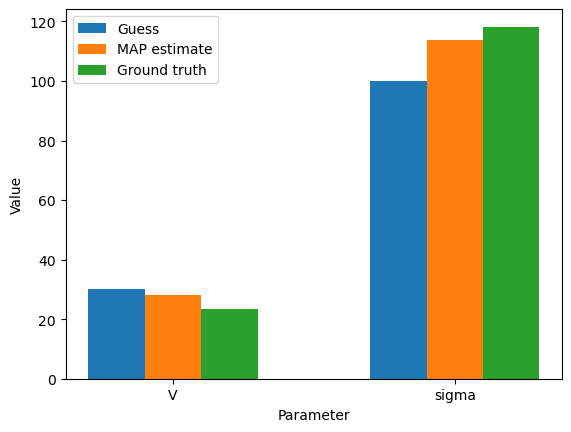 Guess
MAP estimate
Ground truth
Value
120
100
80
60
40
20
0
V
sigma
Parameter